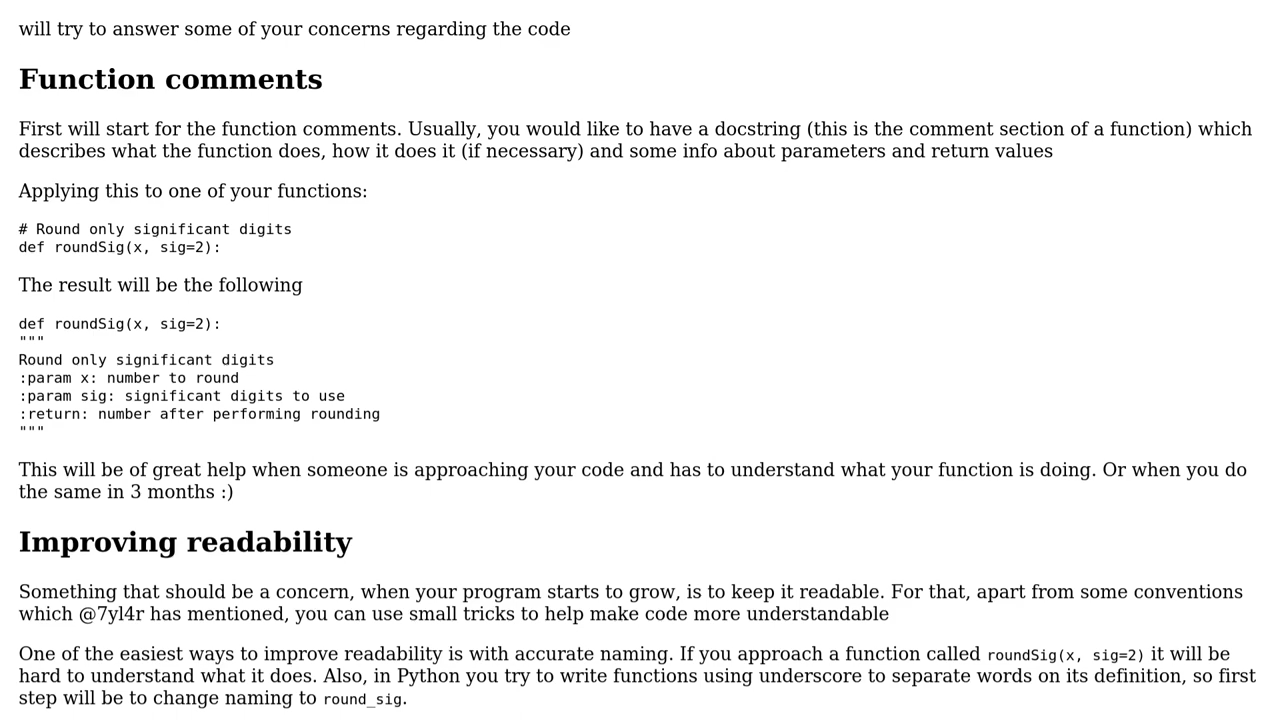 will try to answer some of your concerns regarding the code
Function comments
First will start for the function comments. Usually, you would like to have a docstring (this is the comment section of a function) which
describes what the function does, how it does it (if necessary) and some info about parameters and return values
Applying this to one of your functions:
# Round only significant digits
def roundSig(x, sig=2):
The result will be the following
def roundSig(x, sig=2):
"""
Round only significant digits
:param x: number to round
:param sig: significant digits to use
:return: number after performing rounding
"""
This will be of great help when someone is approaching your code and has to understand what your function is doing. Or when you do
the same in 3 months :)
Improving readability
Something that should be a concern, when your program starts to grow, is to keep it readable. For that, apart from some conventions
which @7yl4r has mentioned, you can use small tricks to help make code more understandable
One of the easiest ways to improve readability is with accurate naming. If you approach a function called roundSig(x, sig=2) it will be
hard to understand what it does. Also, in Python you try to write functions using underscore to separate words on its definition, so first
step will be to change naming to round_sig.